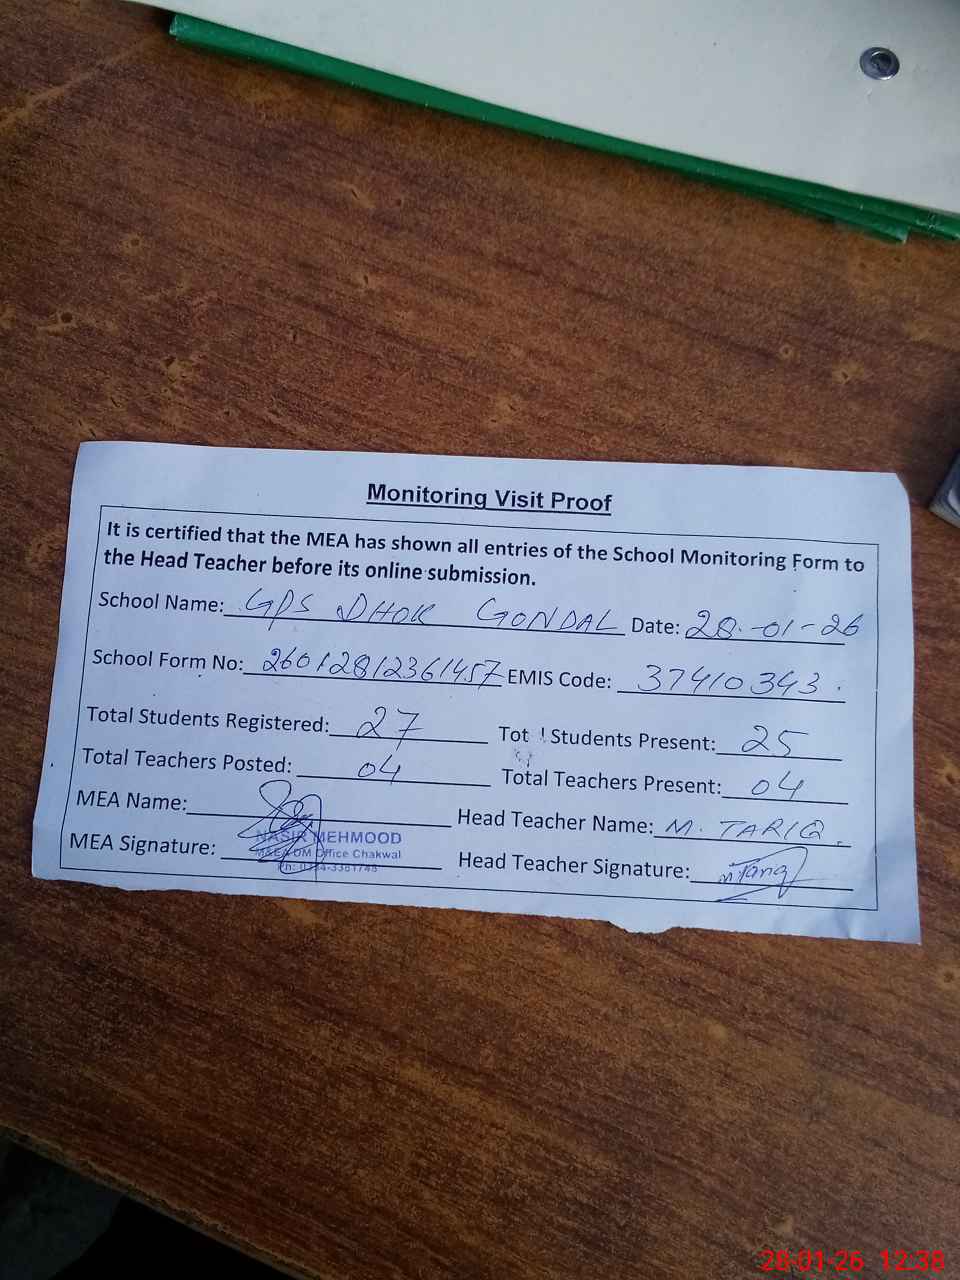 Monitoring Visit Proof
It is certified that the MEA has shown all entries of the School Monitoring Form to
the Head Teacher before its online submission.
School Name: GPS DHOK GONDAL Date: 28-01-26
School Form No: 26012812361457 EMIS Code: 37410343
Total Students Registered: 27 Tot l Students Present: 25
Total Teachers Posted: 04 Total Teachers Present: 04
MEA Name: Head Teacher Name: M. TARIQ
NASIR MEHMOOD
MEA Signature: Head Teacher Signature: M Tariq
Office Chakwal
28-01-26 12:38